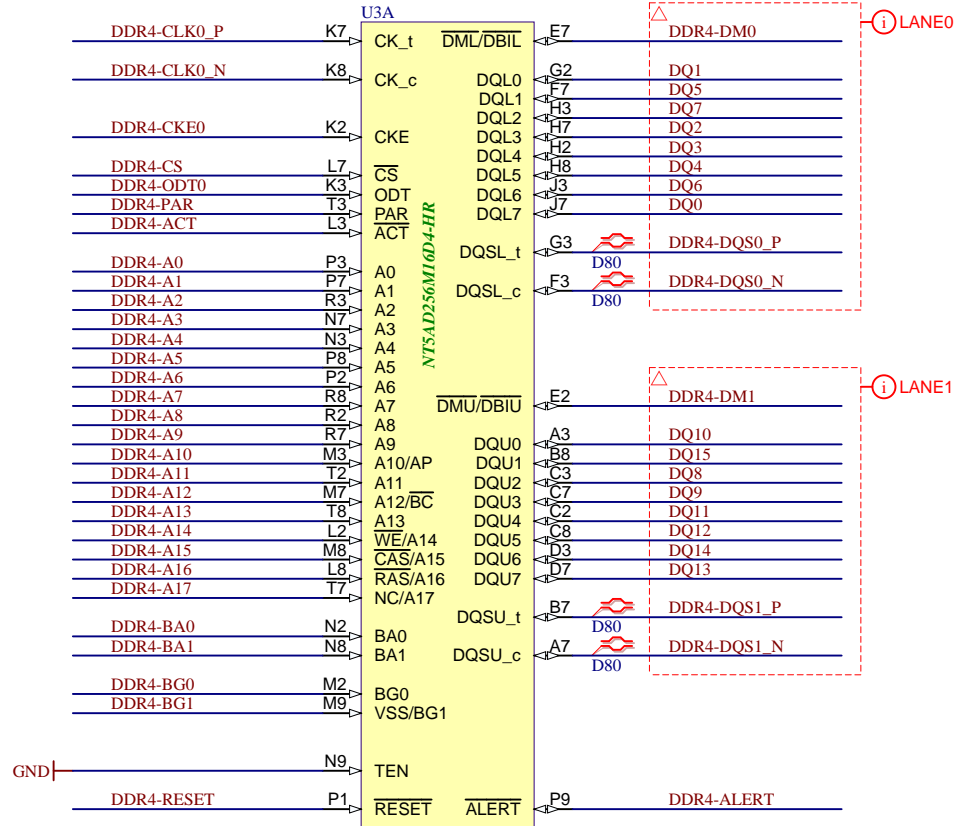 U3A
DDR4-CLK0_P K7 CK_t DML/DBIL E7 DDR4-DM0 i LANE0
DDR4-CLK0_N K8 CK_c DQL0 G2 DQ1
DQL1 F7 DQ5
DQL2 H3 DQ7
DDR4-CKE0 K2 CKE DQL3 H7 DQ2
DQL4 H2 DQ3
DDR4-CS L7 CS DQL5 H8 DQ4
DDR4-ODT0 K3 ODT DQL6 J3 DQ6
DDR4-PAR T3 PAR DQL7 J7 DQ0
DDR4-ACT L3 ACT
DQSL_t G3 D80 DDR4-DQS0_P
DDR4-A0 P3 A0
DDR4-A1 P7 A1 DQSL_c F3 D80 DDR4-DQS0_N
DDR4-A2 R3 A2
DDR4-A3 N7 A3
DDR4-A4 N3 A4
DDR4-A5 P8 A5
NT5AD256M16D4-HR
DDR4-A6 P2 A6
DDR4-A7 R8 A7 DMU/DBIU E2 DDR4-DM1 i LANE1
DDR4-A8 R2 A8
DDR4-A9 R7 A9 DQU0 A3 DQ10
DDR4-A10 M3 A10/AP DQU1 B8 DQ15
DDR4-A11 T2 A11 DQU2 C3 DQ8
DDR4-A12 M7 A12/BC DQU3 C7 DQ9
DDR4-A13 T8 A13 DQU4 C2 DQ11
DDR4-A14 L2 WE/A14 DQU5 C8 DQ12
DDR4-A15 M8 CAS/A15 DQU6 D3 DQ14
DDR4-A16 L8 RAS/A16 DQU7 D7 DQ13
DDR4-A17 T7 NC/A17
DQSU_t B7 D80 DDR4-DQS1_P
DDR4-BA0 N2 BA0
DDR4-BA1 N8 BA1 DQSU_c A7 D80 DDR4-DQS1_N
DDR4-BG0 M2 BG0
DDR4-BG1 M9 VSS/BG1
GND N9 TEN
DDR4-RESET P1 RESET ALERT P9 DDR4-ALERT